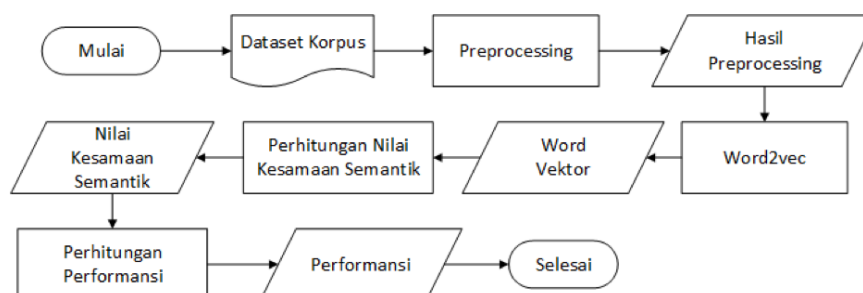 Mulai
Dataset Korpus
Preprocessing
Hasil
Preprocessing
Word2vec
Word
Vektor
Perhitungan Nilai
Kesamaan Semantik
Nilai
Kesamaan
Semantik
Perhitungan
Performansi
Performansi
Selesai